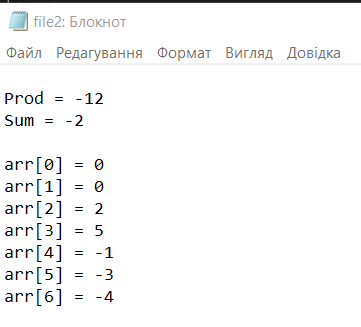 file2: Блокнот
Файл Редагування Формат Вигляд Довідка
Prod = -12
Sum = -2
arr[0] = 0
arr[1] = 0
arr[2] = 2
arr[3] = 5
arr[4] = -1
arr[5] = -3
arr[6] = -4